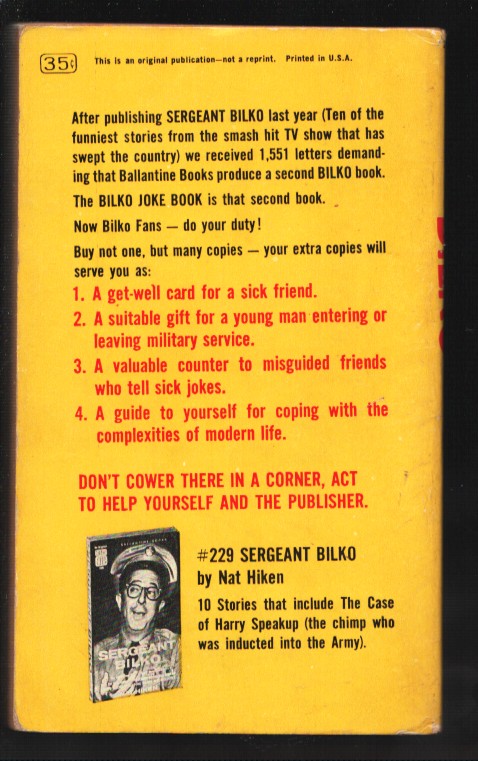 35¢
This is an original publication—not a reprint. Printed in U.S.A.
After publishing SERGEANT BILKO last year (Ten of the
funniest stories from the smash hit TV show that has
swept the country) we received 1,551 letters demand-
ing that Ballantine Books produce a second BILKO book.
The BILKO JOKE BOOK is that second book.
Now Bilko Fans — do your duty!
Buy not one, but many copies — your extra copies will
serve you as:
1. A get-well card for a sick friend.
2. A suitable gift for a young man entering or
leaving military service.
3. A valuable counter to misguided friends
who tell sick jokes.
4. A guide to yourself for coping with the
complexities of modern life.
DON'T COWER THERE IN A CORNER, ACT
TO HELP YOURSELF AND THE PUBLISHER.
#229 SERGEANT BILKO
by Nat Hiken
10 Stories that include The Case
of Harry Speakup (the chimp who
was inducted into the Army).
BALLANTINE BOOKS
SERGEANT
BILKO